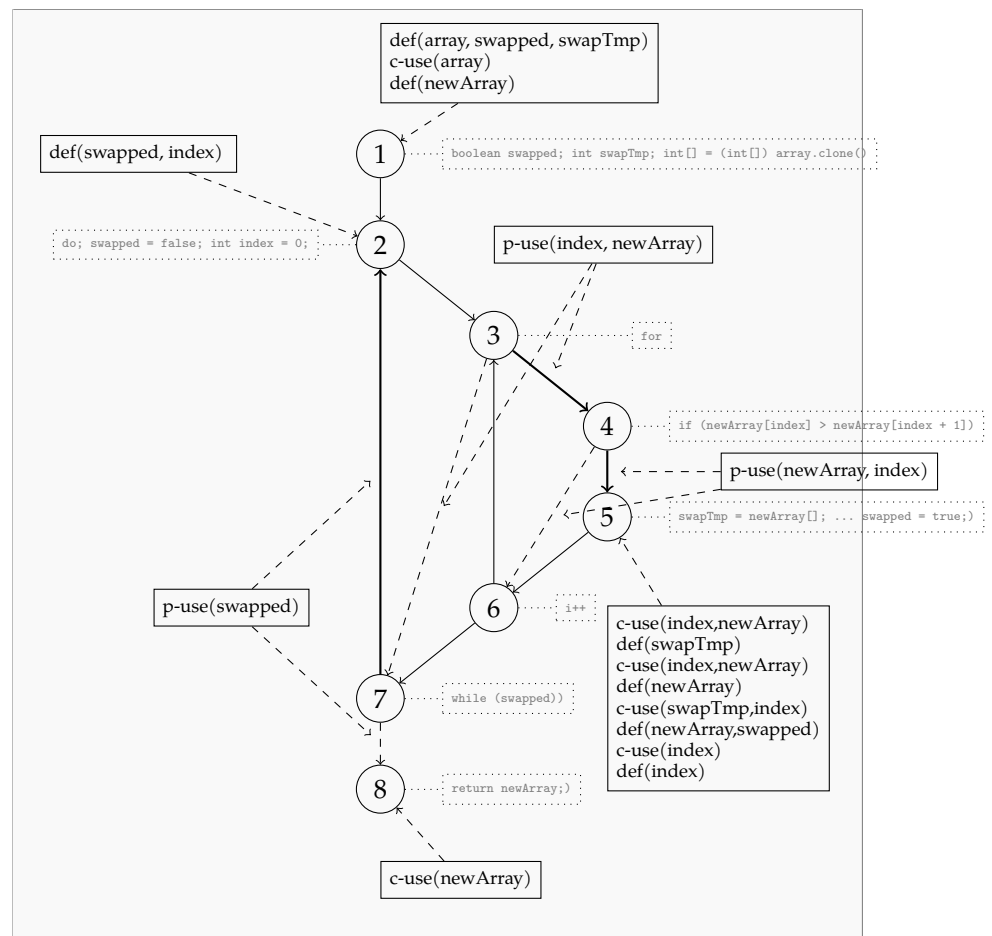 def(array, swapped, swapTmp)
c-use(array)
def(newArray)
1
boolean swapped; int swapTmp; int[] = (int[]) array.clone()
def(swapped, index)
do; swapped = false; int index = 0;
2
p-use(index, newArray)
3
for
4
if (newArray[index] > newArray[index + 1])
p-use(newArray, index)
5
swapTmp = newArray[]; ... swapped = true;)
p-use(swapped)
6
i++
c-use(index,newArray)
def(swapTmp)
c-use(index,newArray)
def(newArray)
c-use(swapTmp,index)
def(newArray,swapped)
c-use(index)
def(index)
7
while (swapped))
8
return newArray;)
c-use(newArray)